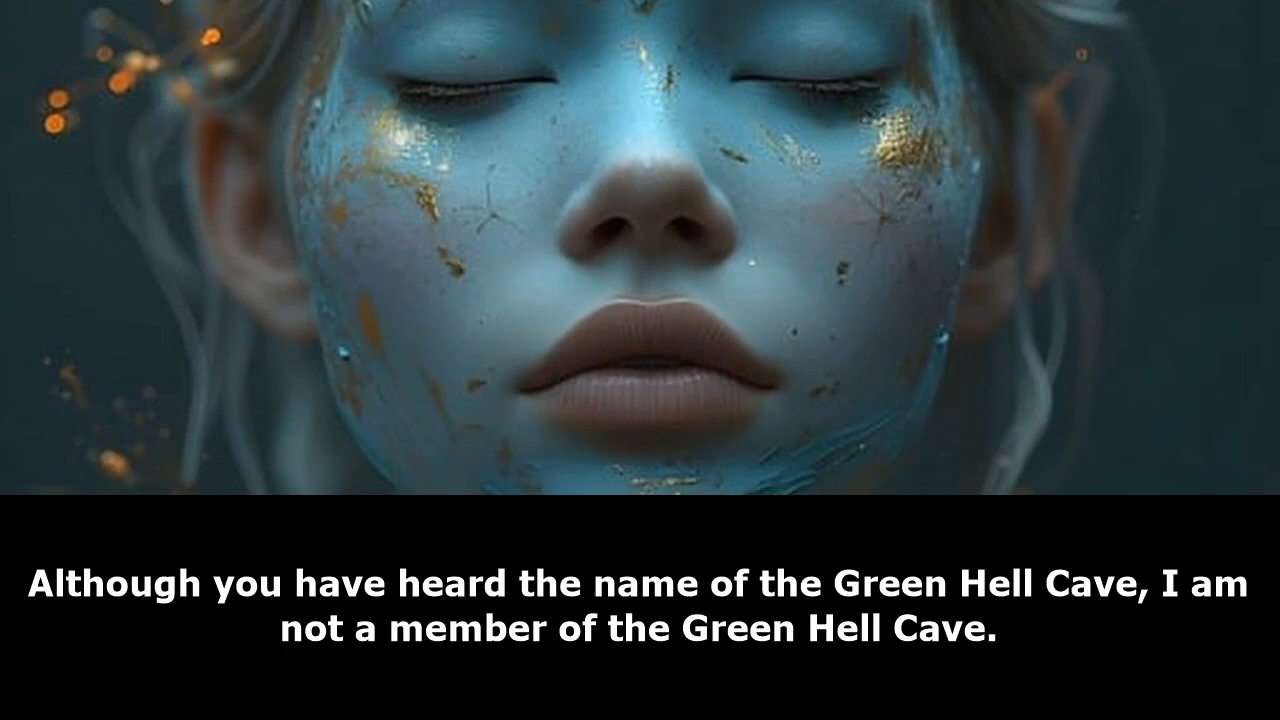 Although you have heard the name of the Green Hell Cave, I am
not a member of the Green Hell Cave.